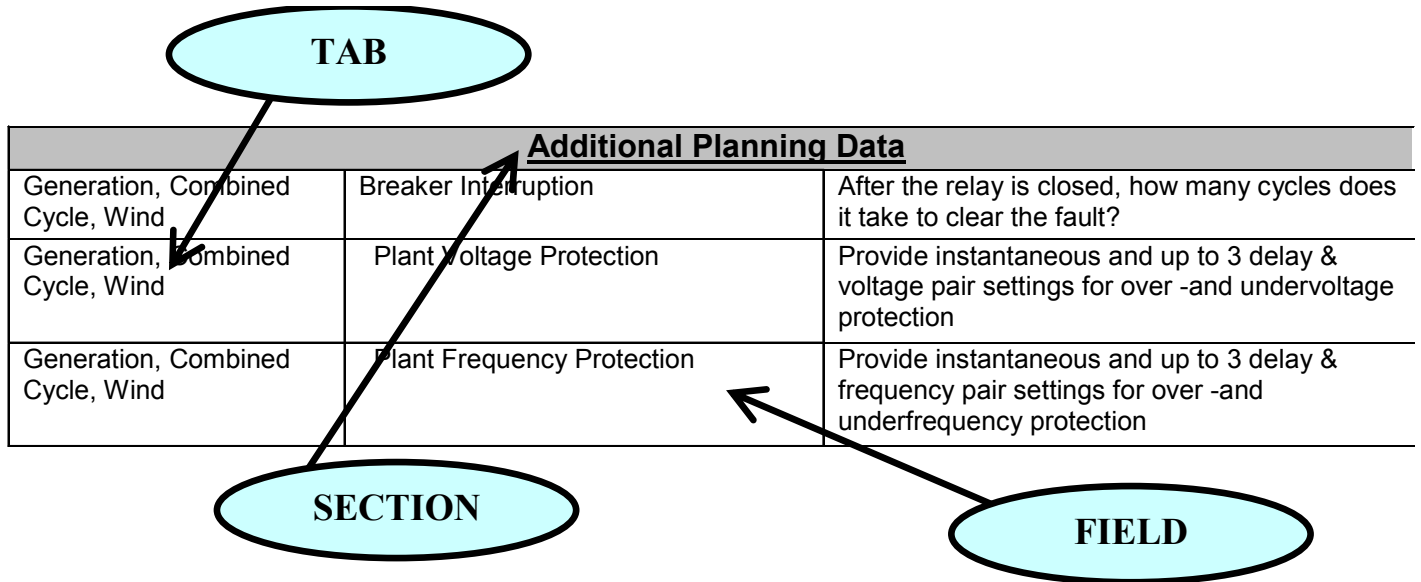 TAB
Additional Planning Data
Generation, Combined
Cycle, Wind
Breaker Interruption
After the relay is closed, how many cycles does
it take to clear the fault?
Generation, Combined
Cycle, Wind
Plant Voltage Protection
Provide instantaneous and up to 3 delay &
voltage pair settings for over -and undervoltage
protection
Generation, Combined
Cycle, Wind
Plant Frequency Protection
Provide instantaneous and up to 3 delay &
frequency pair settings for over -and
underfrequency protection
SECTION
FIELD